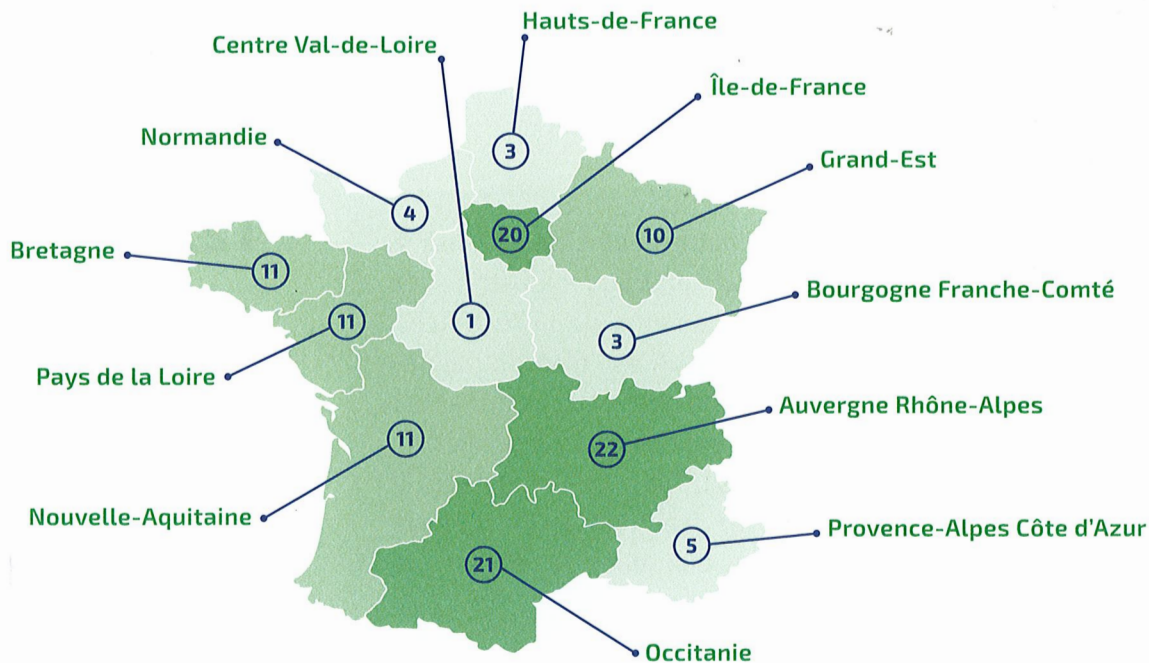 Hauts-de-France
Centre Val-de-Loire
Île-de-France
Normandie
3
Grand-Est
4
20
10
Bretagne
11
Bourgogne Franche-Comté
11
1
3
Pays de la Loire
Auvergne Rhône-Alpes
11
22
Nouvelle-Aquitaine
Provence-Alpes Côte d'Azur
5
21
Occitanie